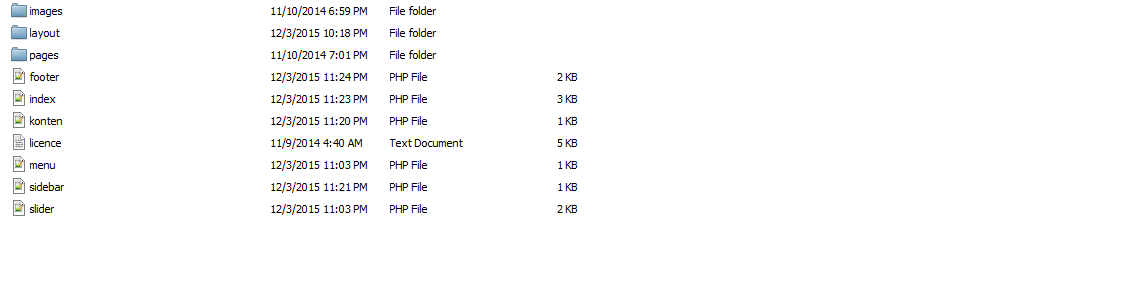 images 11/10/2014 6:59 PM File folder
layout 12/3/2015 10:18 PM File folder
pages 11/10/2014 7:01 PM File folder
footer 12/3/2015 11:24 PM PHP File 2 KB
index 12/3/2015 11:23 PM PHP File 3 KB
konten 12/3/2015 11:20 PM PHP File 1 KB
licence 11/9/2014 4:40 AM Text Document 5 KB
menu 12/3/2015 11:03 PM PHP File 1 KB
sidebar 12/3/2015 11:21 PM PHP File 1 KB
slider 12/3/2015 11:03 PM PHP File 2 KB